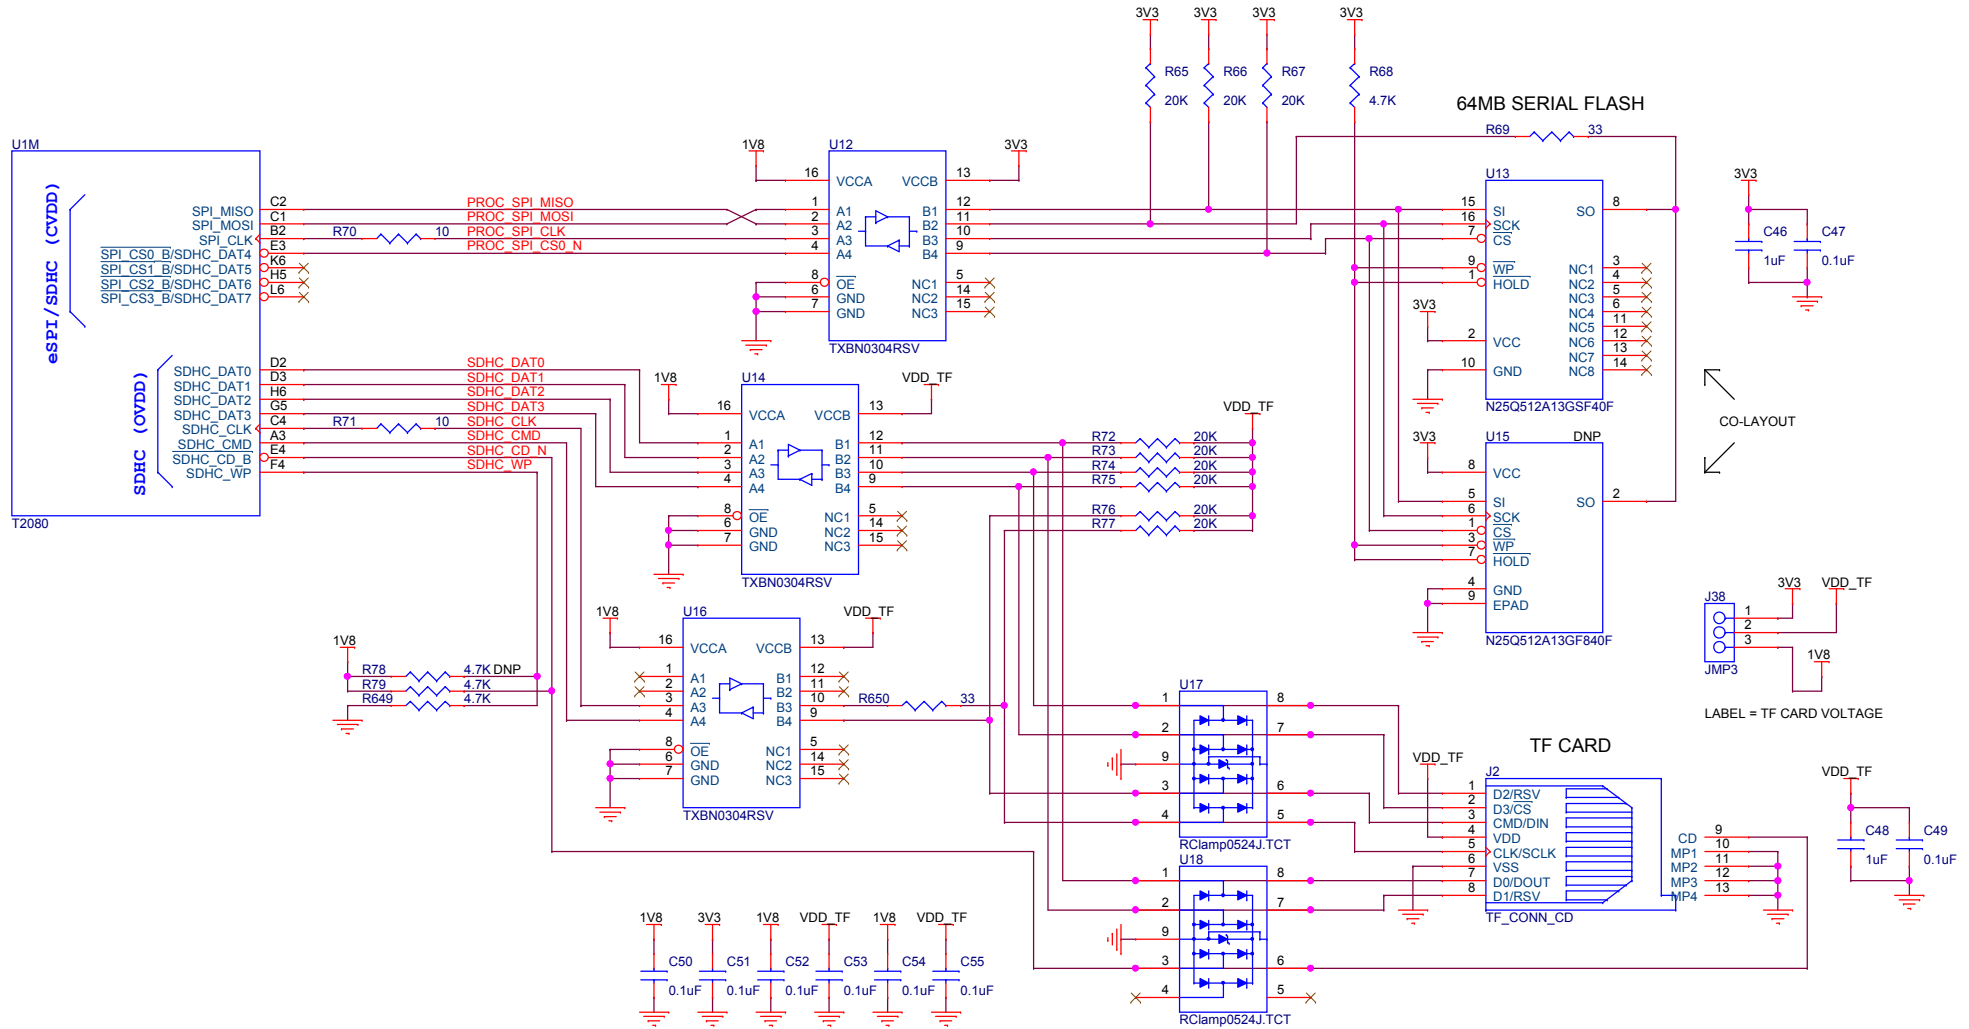 3V3 3V3 3V3 3V3
R65 20K
R66 20K
R67 20K
R68 4.7K
64MB SERIAL FLASH
R69 33
U1M
eSPI/SDHC (CVDD)
SPI_MISO C2 PROC_SPI_MISO
SPI_MOSI C1 PROC_SPI_MOSI
SPI_CLK B2 R70 10 PROC_SPI_CLK
SPI_CS0_B/SDHC_DAT4 E3 PROC_SPI_CS0_N
SPI_CS1_B/SDHC_DAT5 K6
SPI_CS2_B/SDHC_DAT6 H5
SPI_CS3_B/SDHC_DAT7 L6
SDHC (OVDD)
SDHC_DAT0 D2 SDHC_DAT0
SDHC_DAT1 D3 SDHC_DAT1
SDHC_DAT2 H6 SDHC_DAT2
SDHC_DAT3 G5 SDHC_DAT3
SDHC_CLK C4 R71 10 SDHC_CLK
SDHC_CMD A3 SDHC_CMD
SDHC_CD_B E4 SDHC_CD_N
SDHC_WP F4 SDHC_WP
T2080
1V8 U12 3V3
16 VCCA VCCB 13
1 A1 B1 12
2 A2 B2 11
3 A3 B3 10
4 A4 B4 9
8 OE NC1 5
6 GND NC2 14
7 GND NC3 15
TXBN0304RSV
1V8 U14 VDD_TF
16 VCCA VCCB 13
1 A1 B1 12
2 A2 B2 11
3 A3 B3 10
4 A4 B4 9
8 OE NC1 5
6 GND NC2 14
7 GND NC3 15
TXBN0304RSV
1V8 U16 VDD_TF
16 VCCA VCCB 13
1 A1 B1 12
2 A2 B2 11
3 A3 B3 10
4 A4 B4 9
8 OE NC1 5
6 GND NC2 14
7 GND NC3 15
TXBN0304RSV
R650 33
VDD_TF
R72 20K
R73 20K
R74 20K
R75 20K
R76 20K
R77 20K
1V8
R78 4.7K DNP
R79 4.7K
R649 4.7K
U13
15 SI SO 8
16 SCK
7 CS
9 WP NC1 3
1 HOLD NC2 4
NC3 5
NC4 6
NC5 11
3V3 2 VCC NC6 12
NC7 13
10 GND NC8 14
N25Q512A13GSF40F
3V3
C46 1uF
C47 0.1uF
CO-LAYOUT
3V3 U15 DNP
8 VCC
5 SI SO 2
6 SCK
1 CS
3 WP
7 HOLD
4 GND
9 EPAD
N25Q512A13GF840F
J38 3V3 VDD_TF
1
2
3 1V8
JMP3
LABEL = TF CARD VOLTAGE
U17
1 8
2 7
9
3 6
4 5
RClamp0524J.TCT
U18
1 8
2 7
9
3 6
4 5
RClamp0524J.TCT
TF CARD
VDD_TF J2
1 D2/RSV
2 D3/CS
3 CMD/DIN
4 VDD CD 9
5 CLK/SCLK MP1 10
6 VSS MP2 11
7 D0/DOUT MP3 12
8 D1/RSV MP4 13
TF_CONN_CD
VDD_TF
C48 1uF
C49 0.1uF
1V8 3V3 1V8 VDD_TF 1V8 VDD_TF
C50 C51 C52 C53 C54 C55
0.1uF 0.1uF 0.1uF 0.1uF 0.1uF 0.1uF